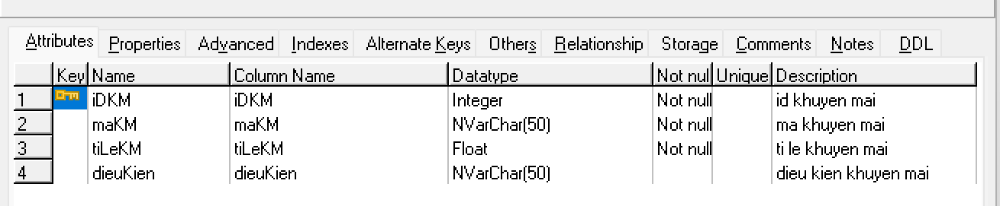 Attributes Properties Advanced Indexes Alternate Keys Others Relationship Storage Comments Notes DDL
Key Name Column Name Datatype Not nul Unique Description
1 iDKM iDKM Integer Not null id khuyen mai
2 maKM maKM NVarChar(50) Not null ma khuyen mai
3 tiLeKM tiLeKM Float Not null ti le khuyen mai
4 dieuKien dieuKien NVarChar(50) dieu kien khuyen mai